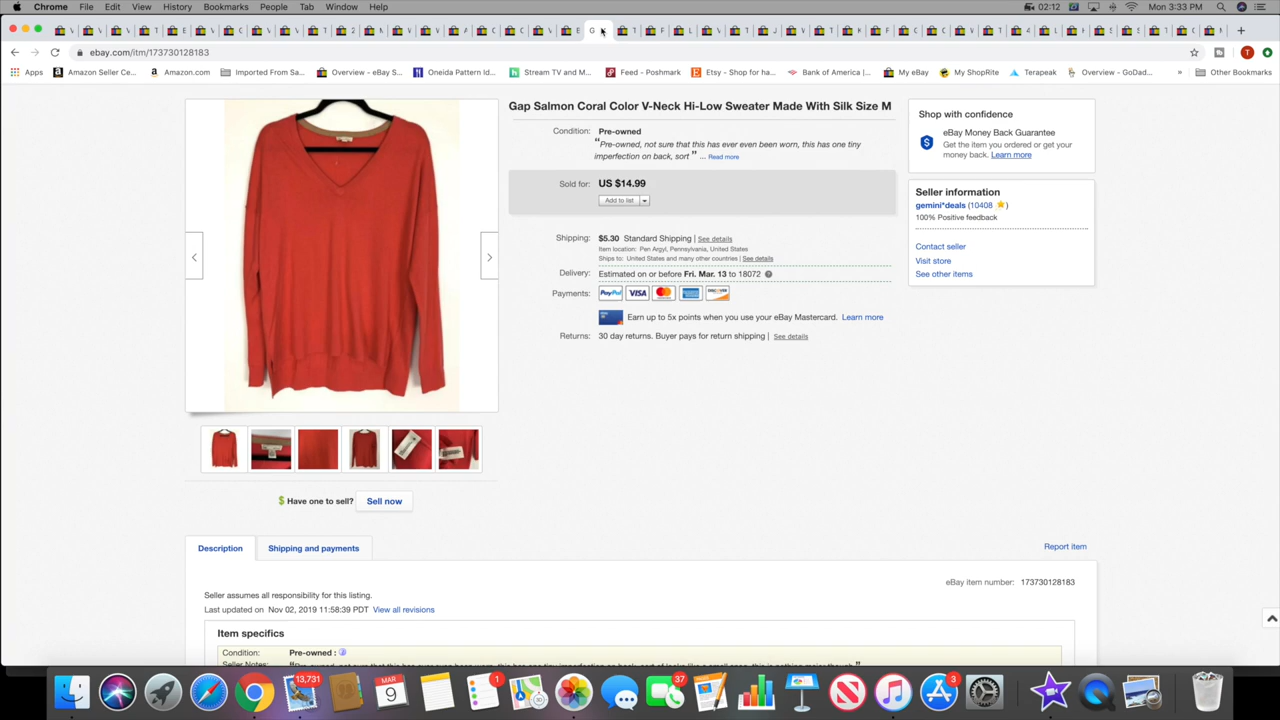 Chrome File Edit View History Bookmarks People Tab Window Help
02:12 Mon 3:33 PM
ebay.com/itm/173730128183
T
Apps Amazon Seller Ce... Amazon.com Imported From Sa... Overview - eBay S... Oneida Pattern Id... Stream TV and M... Feed - Poshmark Etsy - Shop for ha... Bank of America |... My eBay My ShopRite Terapeak Overview - GoDad... » Other Bookmarks
Gap Salmon Coral Color V-Neck Hi-Low Sweater Made With Silk Size M
Condition: Pre-owned
"Pre-owned, not sure that this has ever even been worn, this has one tiny
imperfection on back, sort " ... Read more
Sold for: US $14.99
Add to list
Shipping: $5.30 Standard Shipping | See details
Item location: Pen Argyl, Pennsylvania, United States
Ships to: United States and many other countries | See details
Delivery: Estimated on or before Fri. Mar. 13 to 18072
Payments: PayPal VISA
Earn up to 5x points when you use your eBay Mastercard. Learn more
Returns: 30 day returns. Buyer pays for return shipping | See details
Shop with confidence
eBay Money Back Guarantee
Get the item you ordered or get your
money back. Learn more
Seller information
gemini*deals (10408 )
100% Positive feedback
Contact seller
Visit store
See other items
Have one to sell? Sell now
Description Shipping and payments
Report item
eBay item number: 173730128183
Seller assumes all responsibility for this listing.
Last updated on Nov 02, 2019 11:58:39 PDT View all revisions
Item specifics
Condition: Pre-owned :
13,731
MAR
9
1
37
3